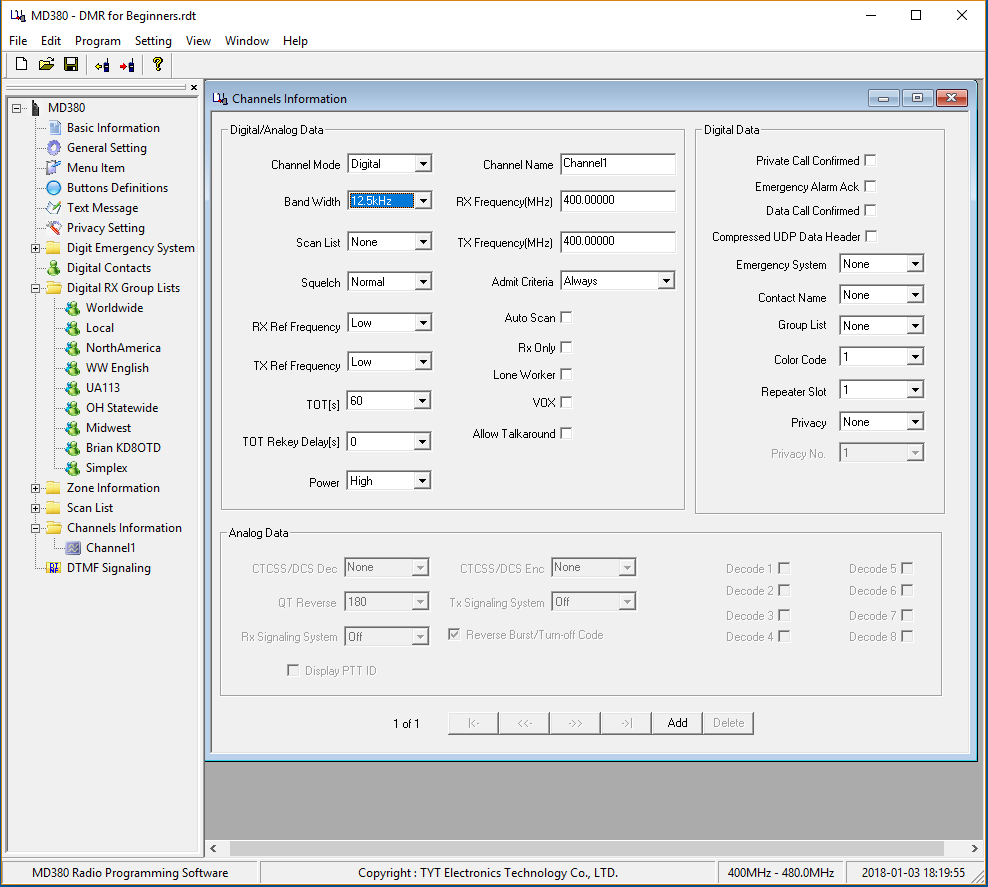 MD380 - DMR for Beginners.rdt
File Edit Program Setting View Window Help
MD380
Basic Information
General Setting
Menu Item
Buttons Definitions
Text Message
Privacy Setting
Digit Emergency System
Digital Contacts
Digital RX Group Lists
Worldwide
Local
NorthAmerica
WW English
UA113
OH Statewide
Midwest
Brian KD8OTD
Simplex
Zone Information
Scan List
Channels Information
Channel1
DTMF Signaling
Channels Information
Digital/Analog Data
Channel Mode Digital
Band Width 12.5kHz
Scan List None
Squelch Normal
RX Ref Frequency Low
TX Ref Frequency Low
TOT[s] 60
TOT Rekey Delay[s] 0
Power High
Channel Name Channel1
RX Frequency(MHz) 400.00000
TX Frequency(MHz) 400.00000
Admit Criteria Always
Auto Scan
Rx Only
Lone Worker
VOX
Allow Talkaround
Digital Data
Private Call Confirmed
Emergency Alarm Ack
Data Call Confirmed
Compressed UDP Data Header
Emergency System None
Contact Name None
Group List None
Color Code 1
Repeater Slot 1
Privacy None
Privacy No. 1
Analog Data
CTCSS/DCS Dec None
QT Reverse 180
Rx Signaling System Off
Display PTT ID
CTCSS/DCS Enc None
Tx Signaling System Off
Reverse Burst/Turn-off Code
Decode 1
Decode 2
Decode 3
Decode 4
Decode 5
Decode 6
Decode 7
Decode 8
1 of 1 |<- <<- ->> ->| Add Delete
MD380 Radio Programming Software Copyright : TYT Electronics Technology Co., LTD. 400MHz - 480.0MHz 2018-01-03 18:19:55